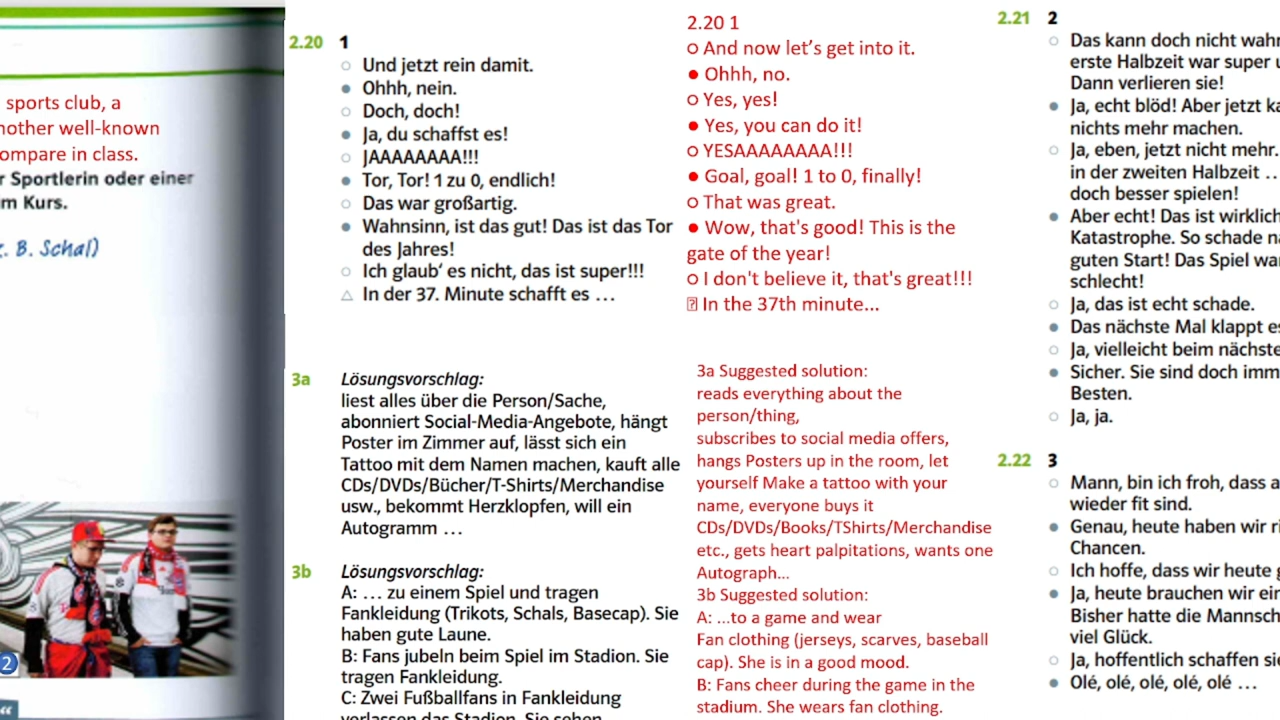 sports club, a
nother well-known
ompare in class.
r Sportlerin oder einer
m Kurs.
. B. Schal)
2
“
2.20 1
○ Und jetzt rein damit.
● Ohhh, nein.
○ Doch, doch!
● Ja, du schaffst es!
○ JAAAAAAAA!!!
● Tor, Tor! 1 zu 0, endlich!
○ Das war großartig.
● Wahnsinn, ist das gut! Das ist das Tor
des Jahres!
○ Ich glaub‘ es nicht, das ist super!!!
△ In der 37. Minute schafft es …
3a Lösungsvorschlag:
liest alles über die Person/Sache,
abonniert Social-Media-Angebote, hängt
Poster im Zimmer auf, lässt sich ein
Tattoo mit dem Namen machen, kauft alle
CDs/DVDs/Bücher/T-Shirts/Merchandise
usw., bekommt Herzklopfen, will ein
Autogramm …
3b Lösungsvorschlag:
A: … zu einem Spiel und tragen
Fankleidung (Trikots, Schals, Basecap). Sie
haben gute Laune.
B: Fans jubeln beim Spiel im Stadion. Sie
tragen Fankleidung.
C: Zwei Fußballfans in Fankleidung
verlassen das Stadion. Sie sehen
2.20 1
○ And now let’s get into it.
● Ohhh, no.
○ Yes, yes!
● Yes, you can do it!
○ YESAAAAAAAA!!!
● Goal, goal! 1 to 0, finally!
○ That was great.
● Wow, that's good! This is the
gate of the year!
○ I don't believe it, that's great!!!
In the 37th minute...
3a Suggested solution:
reads everything about the
person/thing,
subscribes to social media offers,
hangs Posters up in the room, let
yourself Make a tattoo with your
name, everyone buys it
CDs/DVDs/Books/TShirts/Merchandise
etc., gets heart palpitations, wants one
Autograph...
3b Suggested solution:
A: ...to a game and wear
Fan clothing (jerseys, scarves, baseball
cap). She is in a good mood.
B: Fans cheer during the game in the
stadium. She wears fan clothing.
2.21 2
○ Das kann doch nicht wahr
erste Halbzeit war super u
Dann verlieren sie!
● Ja, echt blöd! Aber jetzt ka
nichts mehr machen.
○ Ja, eben, jetzt nicht mehr.
in der zweiten Halbzeit …
doch besser spielen!
● Aber echt! Das ist wirklich
Katastrophe. So schade na
guten Start! Das Spiel war
schlecht!
○ Ja, das ist echt schade.
● Das nächste Mal klappt es
○ Ja, vielleicht beim nächste
● Sicher. Sie sind doch imm
Besten.
○ Ja, ja.
2.22 3
○ Mann, bin ich froh, dass a
wieder fit sind.
● Genau, heute haben wir ri
Chancen.
○ Ich hoffe, dass wir heute g
● Ja, heute brauchen wir ein
Bisher hatte die Mannsch
viel Glück.
○ Ja, hoffentlich schaffen sie
● Olé, olé, olé, olé, olé …